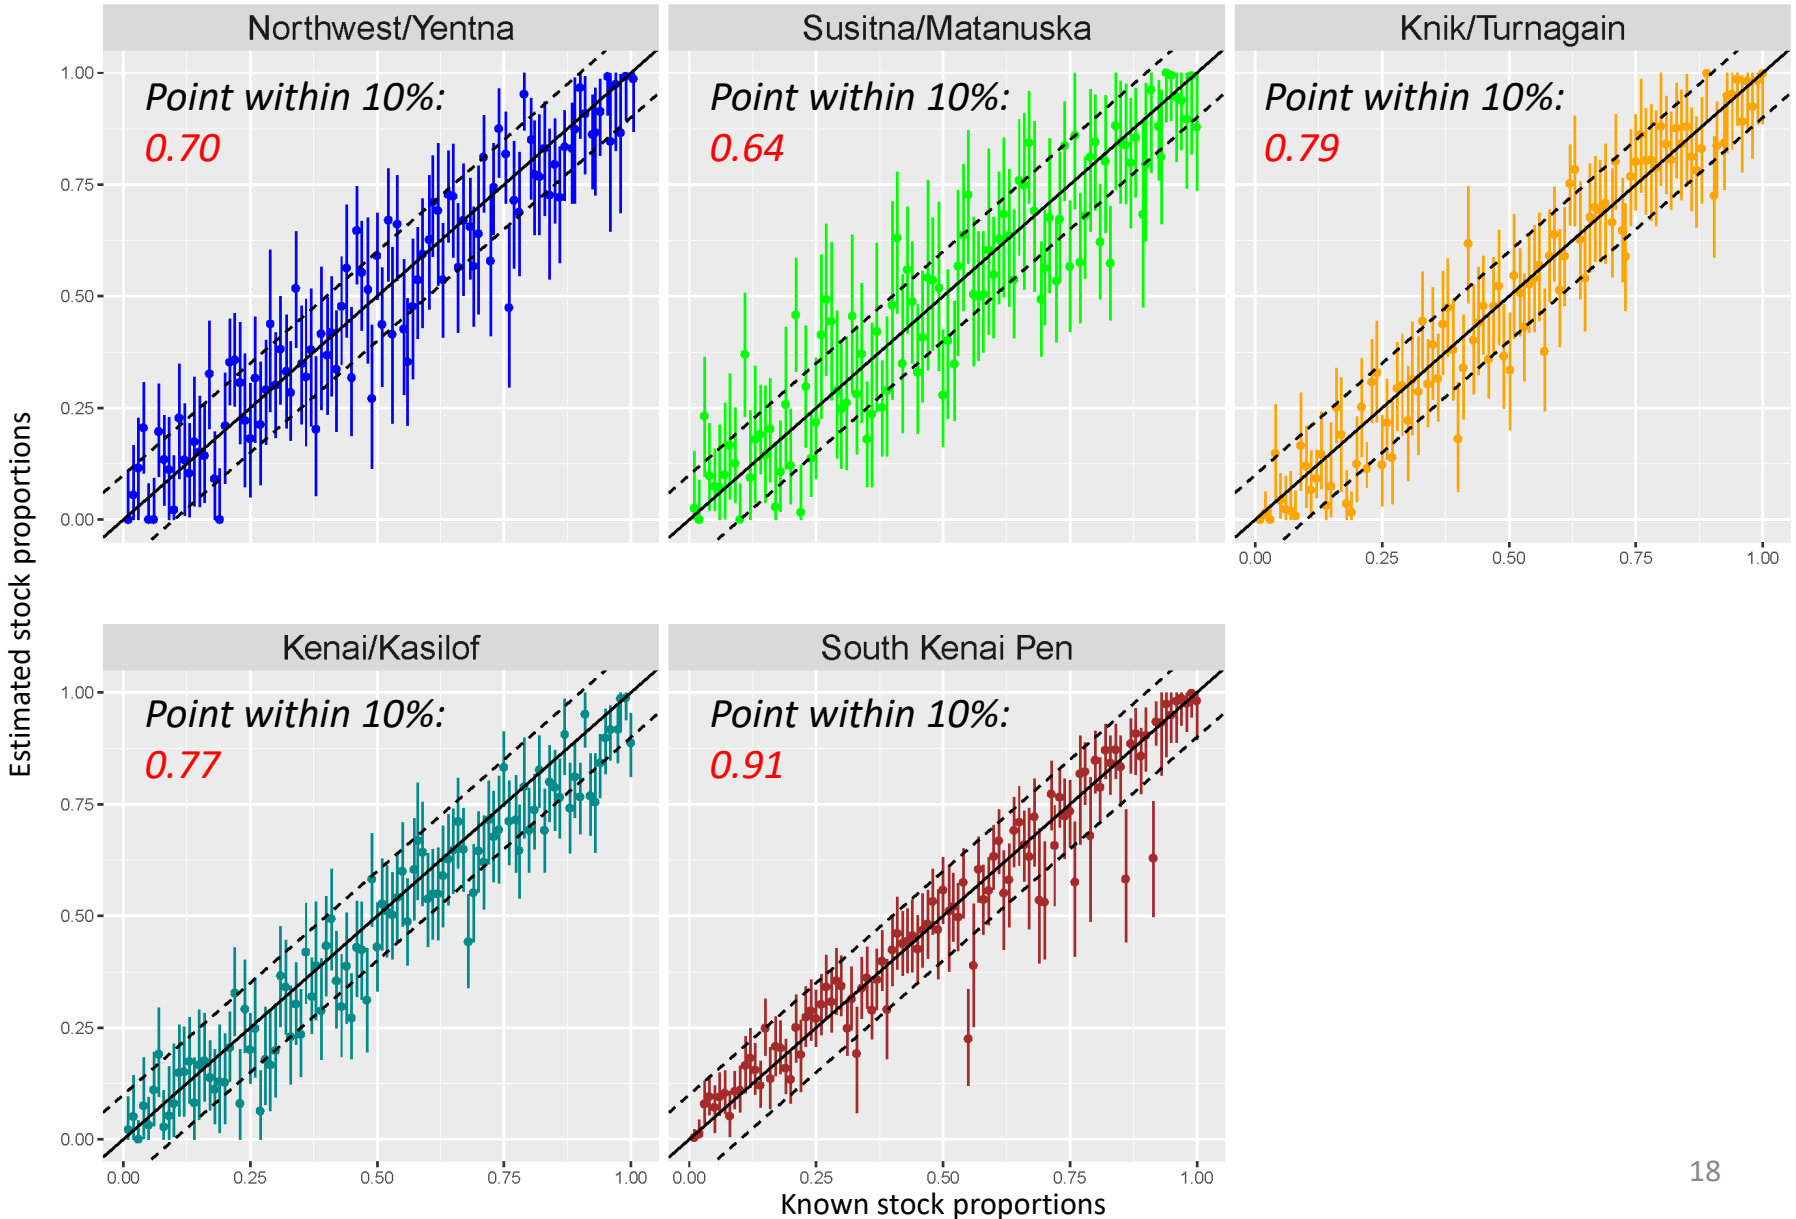 Northwest/Yentna
Susitna/Matanuska
Knik/Turnagain
1.00
0.75
0.50
0.25
0.00
Point within 10%:
0.70
Point within 10%:
0.64
Point within 10%:
0.79
0.00 0.25 0.50 0.75 1.00
Estimated stock proportions
Kenai/Kasilof
South Kenai Pen
1.00
0.75
0.50
0.25
0.00
Point within 10%:
0.77
Point within 10%:
0.91
0.00 0.25 0.50 0.75 1.00
0.00 0.25 0.50 0.75 1.00
Known stock proportions
18